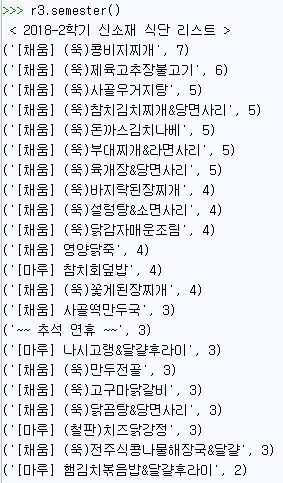 >>> r3.semester()
< 2018-2학기 신소재 식단 리스트 >
('[채움] (뚝)콩비지찌개', 7)
('[채움] (뚝)제육고추장불고기', 6)
('[채움] (뚝)사골우거지탕', 5)
('[채움] (뚝)참치김치찌개&당면사리', 5)
('[채움] (뚝)돈까스김치나베', 5)
('[채움] (뚝)부대찌개&라면사리', 5)
('[채움] (뚝)육개장&당면사리', 5)
('[채움] (뚝)바지락된장찌개', 4)
('[채움] (뚝)설렁탕&소면사리', 4)
('[채움] (뚝)닭감자매운조림', 4)
('[채움] 영양닭죽', 4)
('[마루] 참치회덮밥', 4)
('[채움] (뚝)꽃게된장찌개', 4)
('[채움] 사골떡만두국', 3)
('~~ 추석 연휴 ~~', 3)
('[마루] 나시고랭&달걀후라이', 3)
('[채움] (뚝)만두전골', 3)
('[채움] (뚝)고구마닭갈비', 3)
('[채움] (뚝)닭곰탕&당면사리', 3)
('[마루] (철판)치즈닭강정', 3)
('[채움] (뚝)전주식콩나물해장국&달걀', 3)
('[마루] 햄김치볶음밥&달걀후라이', 2)